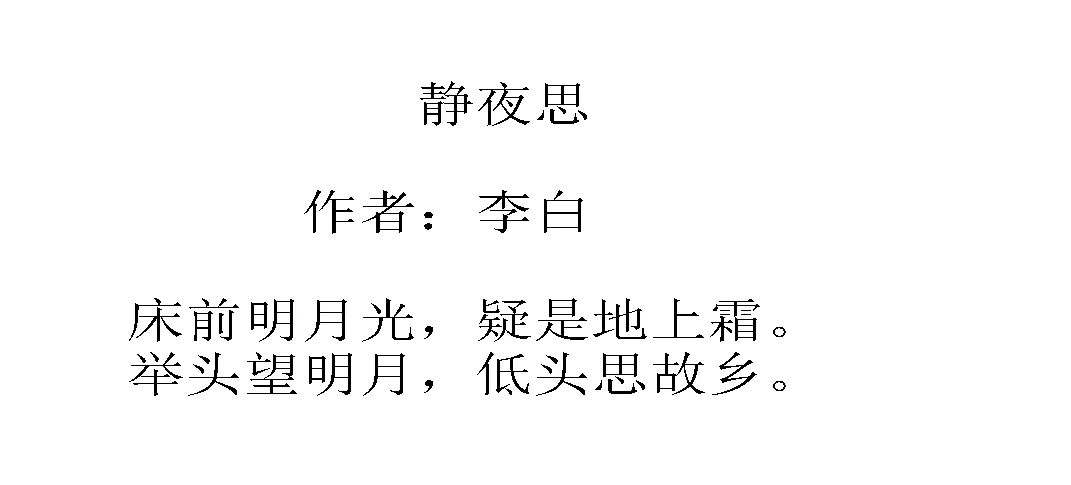 静夜思
作者：李白
床前明月光，疑是地上霜。
举头望明月，低头思故乡。